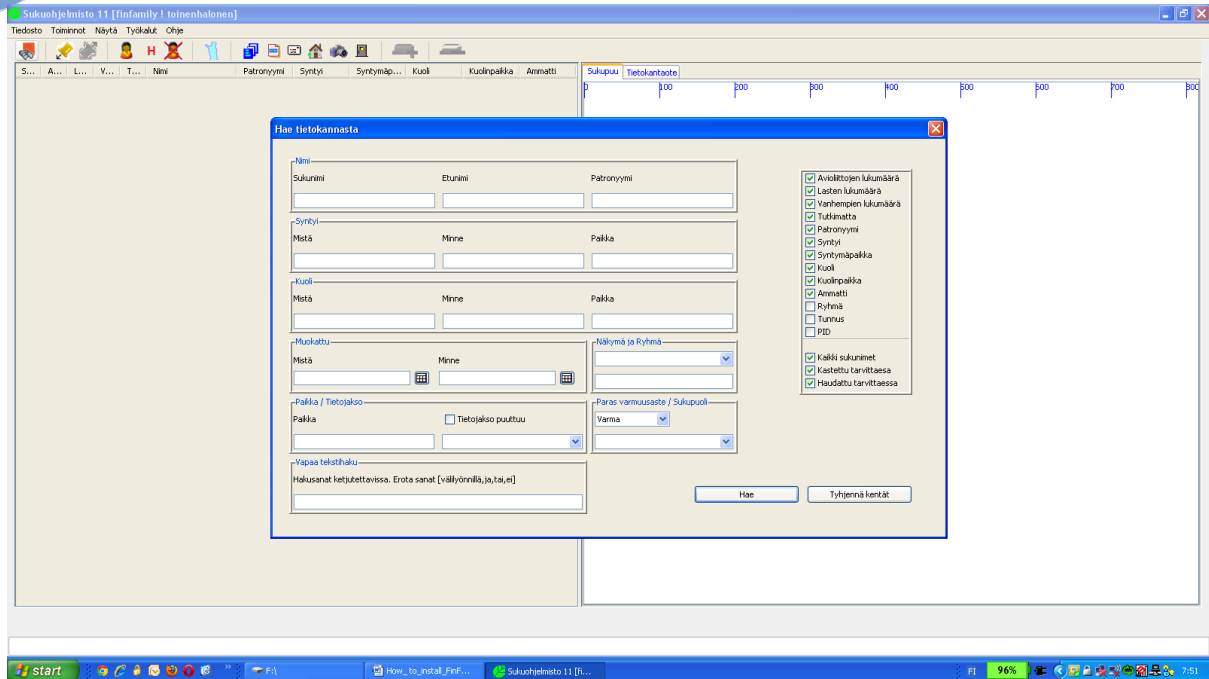 Sukuohjelmisto 11 [finfamily ! toinenhalonen]
Tiedosto Toiminnot Näytä Työkalut Ohje
H
S... A... L... V... T... Nimi Patronyymi Syntyi Syntymäp... Kuoli Kuolinpaikka Ammatti
Sukupuu Tietokantaote
0 100 200 300 400 500 600 700 800
Hae tietokannasta
Nimi
Sukunimi Etunimi Patronyymi
Syntyi
Mistä Minne Paikka
Kuoli
Mistä Minne Paikka
Muokattu
Mistä Minne
Näkymä ja Ryhmä
Paikka / Tietojakso
Paikka Tietojakso puuttuu
Paras varmuusaste / Sukupuoli
Varma
Vapaa tekstihaku
Hakusanat ketjutettavissa. Erota sanat [välilyönnillä,ja,tai,ei]
Avioliittojen lukumäärä
Lasten lukumäärä
Vanhempien lukumäärä
Tutkimatta
Patronyymi
Syntyi
Syntymäpaikka
Kuoli
Kuolinpaikka
Ammatti
Ryhmä
Tunnus
PID
Kaikki sukunimet
Kastettu tarvittaesa
Haudattu tarvittaessa
Hae Tyhjennä kentät
start F:\ How_to_install_FinF... Sukuohjelmisto 11 [fi... FI 96% 7:51